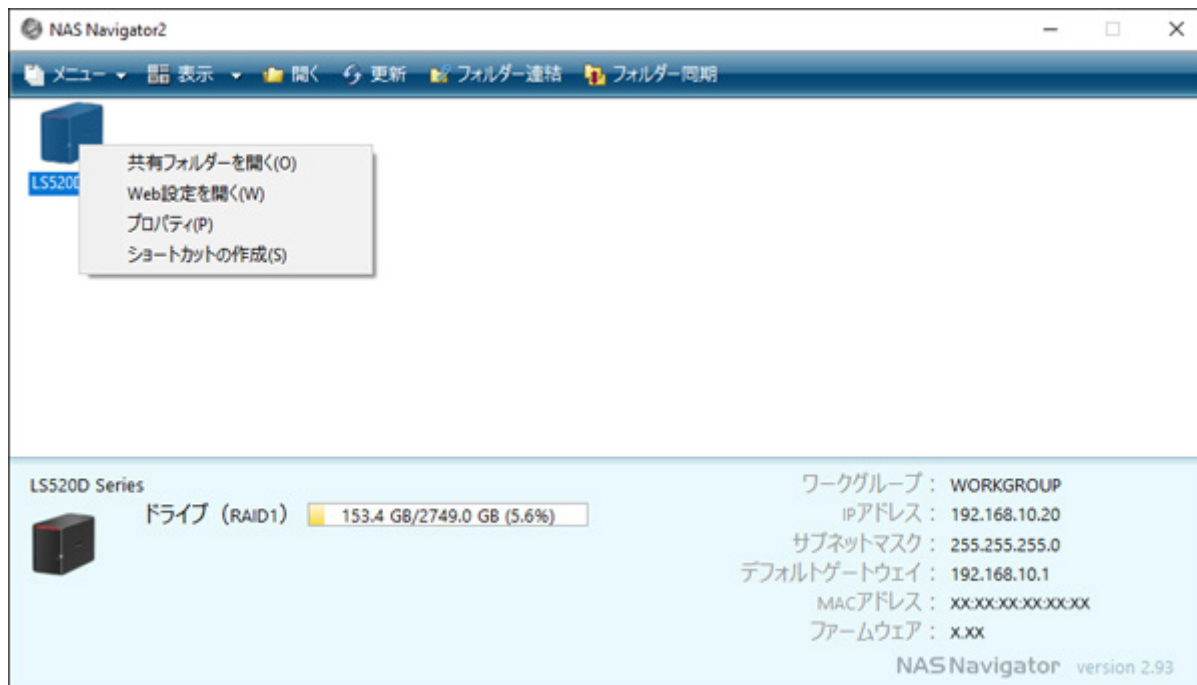 NAS Navigator2
メニュー 表示 開く 更新 フォルダー連結 フォルダー同期
LS520D
共有フォルダーを開く(O)
Web設定を開く(W)
プロパティ(P)
ショートカットの作成(S)
LS520D Series
ドライブ (RAID1) 153.4 GB/2749.0 GB (5.6%)
ワークグループ : WORKGROUP
IPアドレス : 192.168.10.20
サブネットマスク : 255.255.255.0
デフォルトゲートウェイ : 192.168.10.1
MACアドレス : XX:XX:XX:XX:XX:XX
ファームウェア : X.XX
NAS Navigator version 2.93